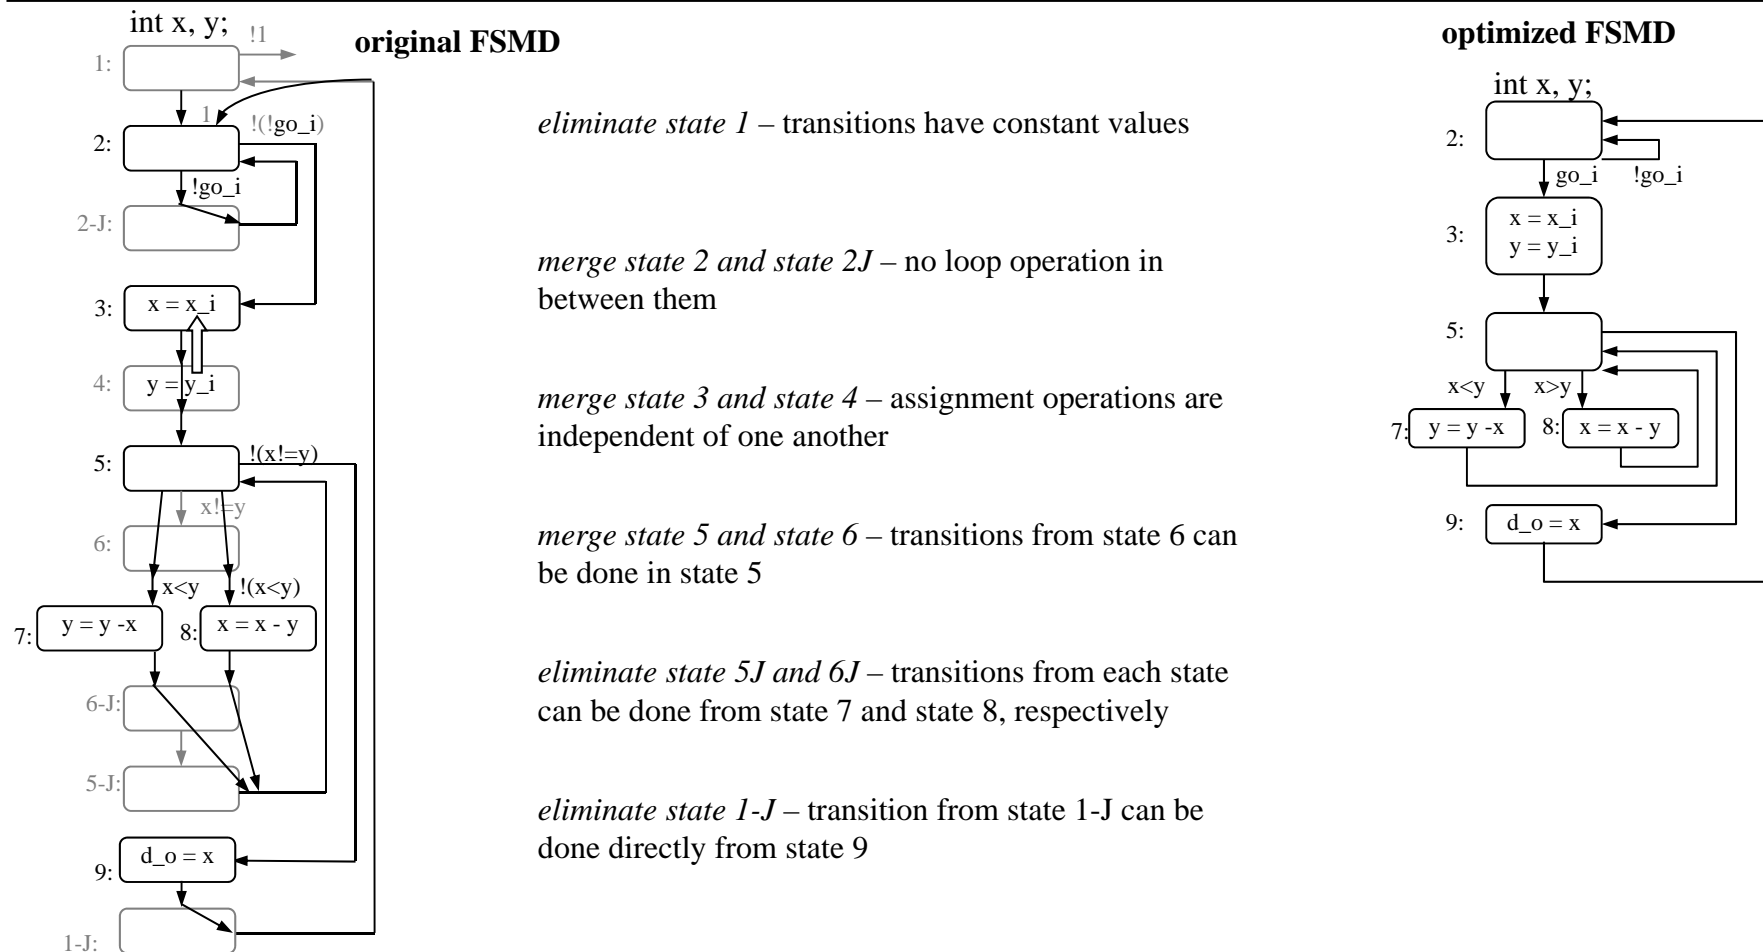 int x, y;
!1
original FSMD
1:
1
!(!go_i)
2:
!go_i
2-J:
3:
x = x_i
4:
y = y_i
5:
!(x!=y)
x!=y
6:
x<y
!(x<y)
7:
y = y -x
8:
x = x - y
6-J:
5-J:
9:
d_o = x
1-J:
eliminate state 1 – transitions have constant values
merge state 2 and state 2J – no loop operation in
between them
merge state 3 and state 4 – assignment operations are
independent of one another
merge state 5 and state 6 – transitions from state 6 can
be done in state 5
eliminate state 5J and 6J – transitions from each state
can be done from state 7 and state 8, respectively
eliminate state 1-J – transition from state 1-J can be
done directly from state 9
optimized FSMD
int x, y;
2:
go_i
!go_i
3:
x = x_i
y = y_i
5:
x<y
x>y
7:
y = y -x
8:
x = x - y
9:
d_o = x